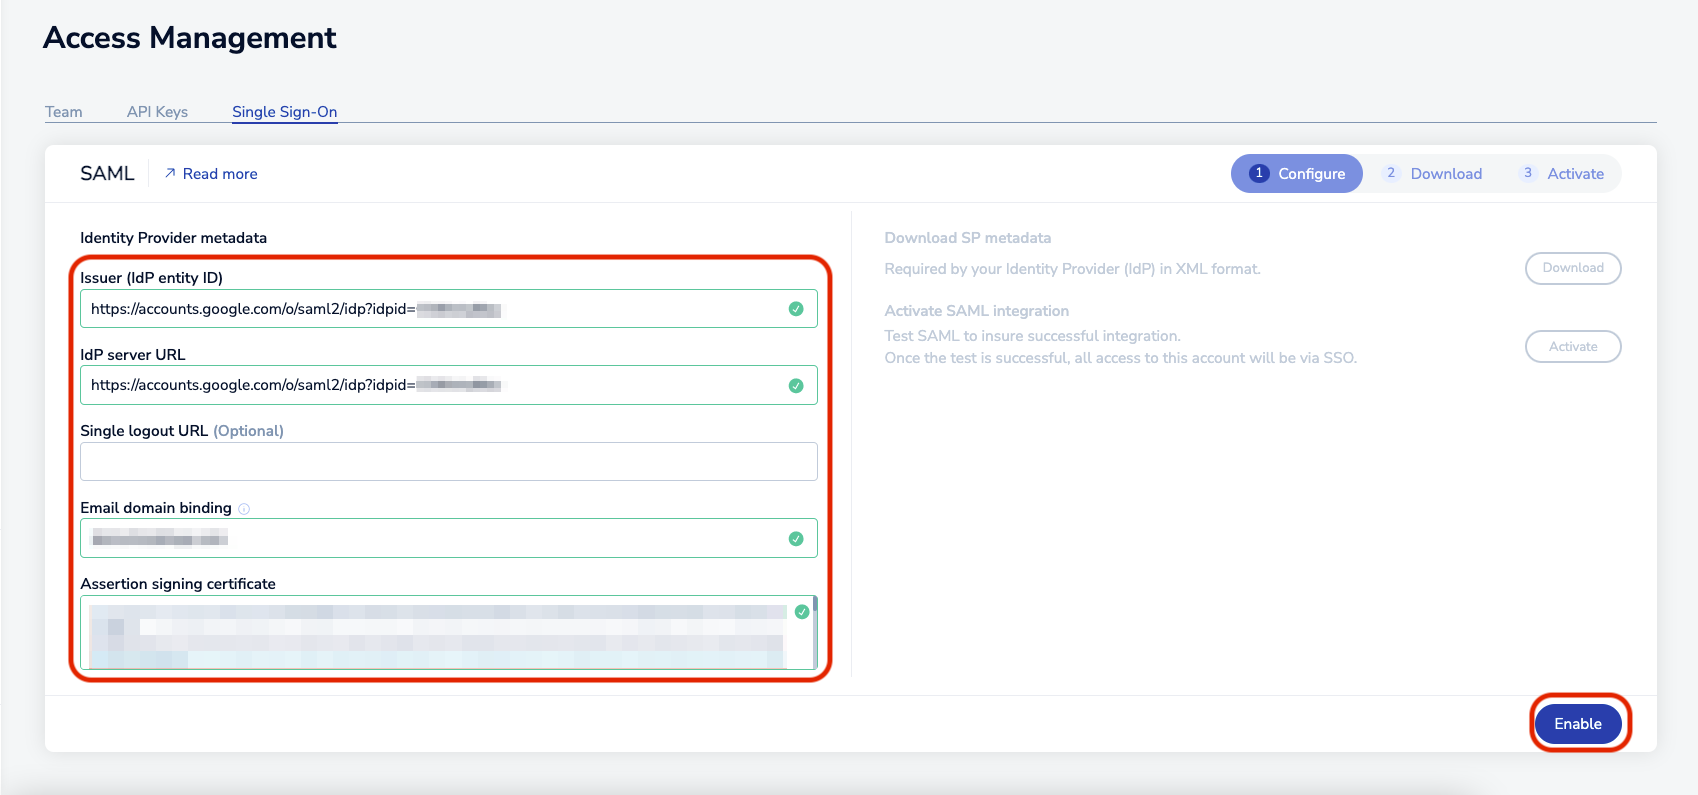 Access Management
Team API Keys Single Sign-On
SAML Read more
1 Configure 2 Download 3 Activate
Identity Provider metadata
Issuer (IdP entity ID)
https://accounts.google.com/o/saml2/idp?idpid=
IdP server URL
https://accounts.google.com/o/saml2/idp?idpid=
Single logout URL (Optional)
Email domain binding
Assertion signing certificate
Download SP metadata
Required by your Identity Provider (IdP) in XML format.
Download
Activate SAML integration
Test SAML to insure successful integration.
Once the test is successful, all access to this account will be via SSO.
Activate
Enable